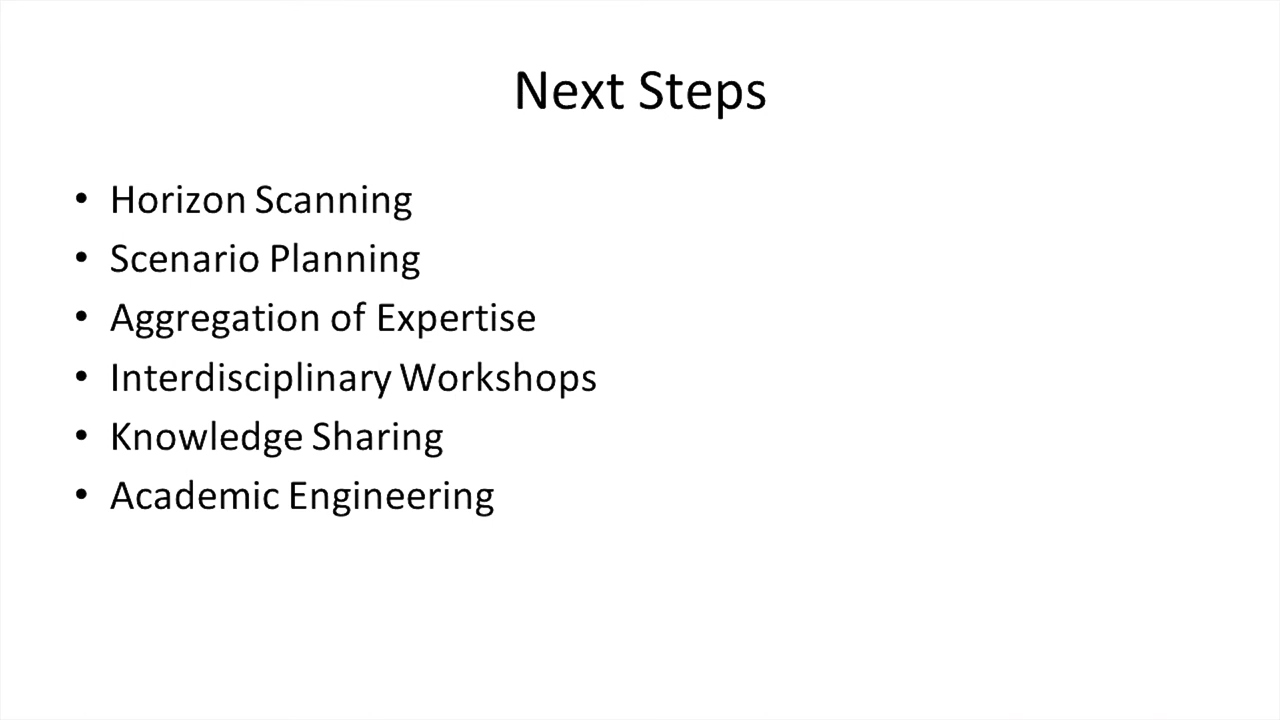 Next Steps
• Horizon Scanning
• Scenario Planning
• Aggregation of Expertise
• Interdisciplinary Workshops
• Knowledge Sharing
• Academic Engineering